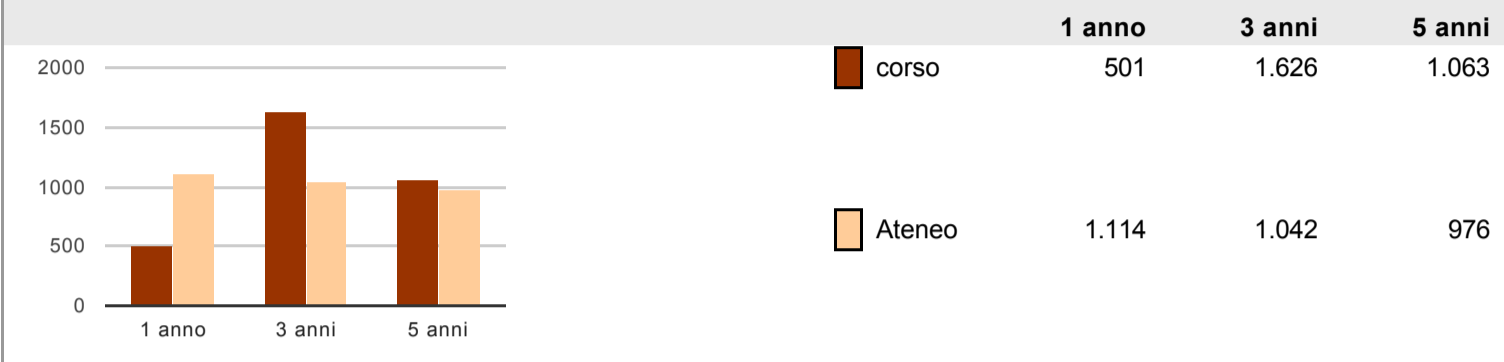 1 anno 3 anni 5 anni
2000
1500
1000
500
0
1 anno 3 anni 5 anni
corso 501 1.626 1.063
Ateneo 1.114 1.042 976